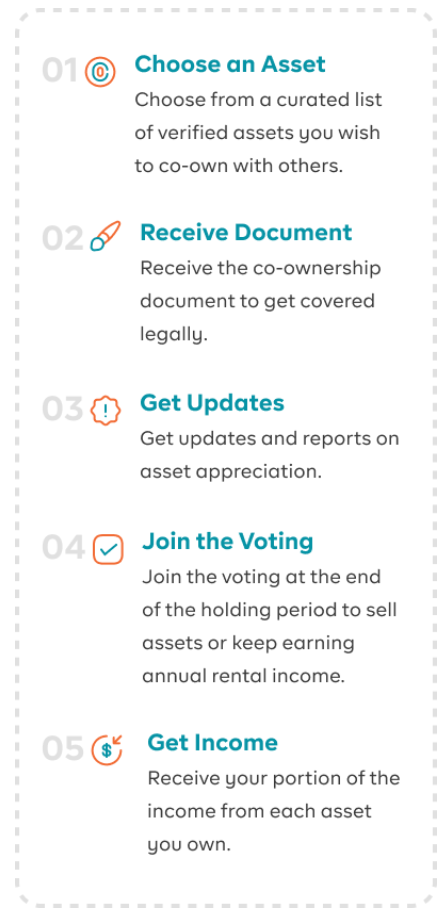 01 Choose an Asset
Choose from a curated list
of verified assets you wish
to co-own with others.
02 Receive Document
Receive the co-ownership
document to get covered
legally.
03 Get Updates
Get updates and reports on
asset appreciation.
04 Join the Voting
Join the voting at the end
of the holding period to sell
assets or keep earning
annual rental income.
05 Get Income
Receive your portion of the
income from each asset
you own.